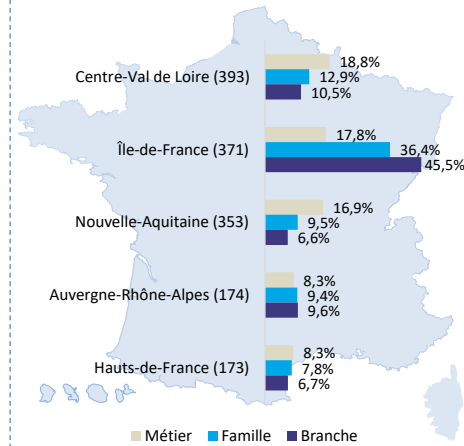 Centre-Val de Loire (393)
18,8%
12,9%
10,5%
Île-de-France (371)
17,8%
36,4%
45,5%
Nouvelle-Aquitaine (353)
16,9%
9,5%
6,6%
Auvergne-Rhône-Alpes (174)
8,3%
9,4%
9,6%
Hauts-de-France (173)
8,3%
7,8%
6,7%
Métier Famille Branche